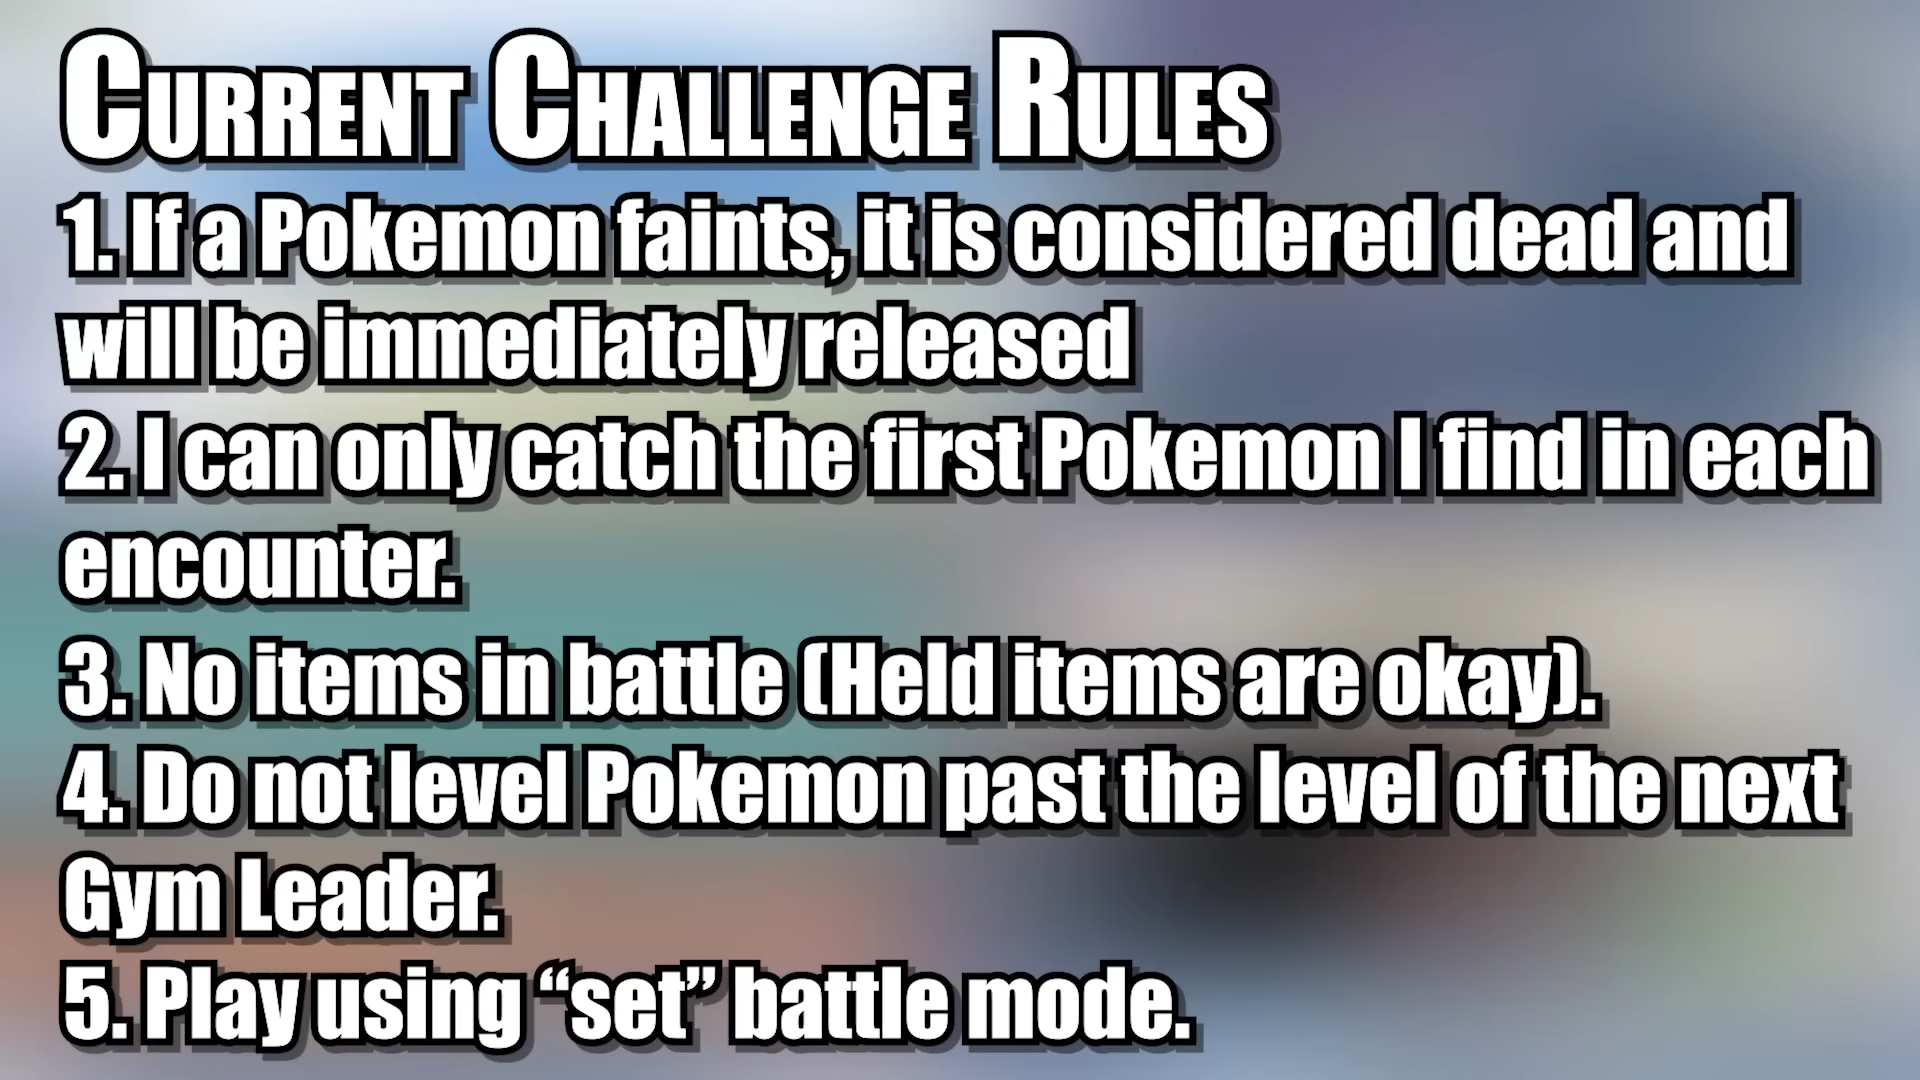 Current Challenge Rules
1. If a Pokemon faints, it is considered dead and
will be immediately released
2. I can only catch the first Pokemon I find in each
encounter.
3. No items in battle (Held items are okay).
4. Do not level Pokemon past the level of the next
Gym Leader.
5. Play using “set” battle mode.